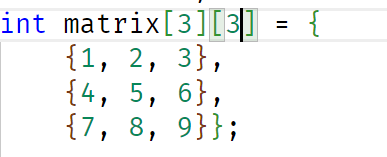 int matrix[3][3] = {
    {1, 2, 3},
    {4, 5, 6},
    {7, 8, 9}};